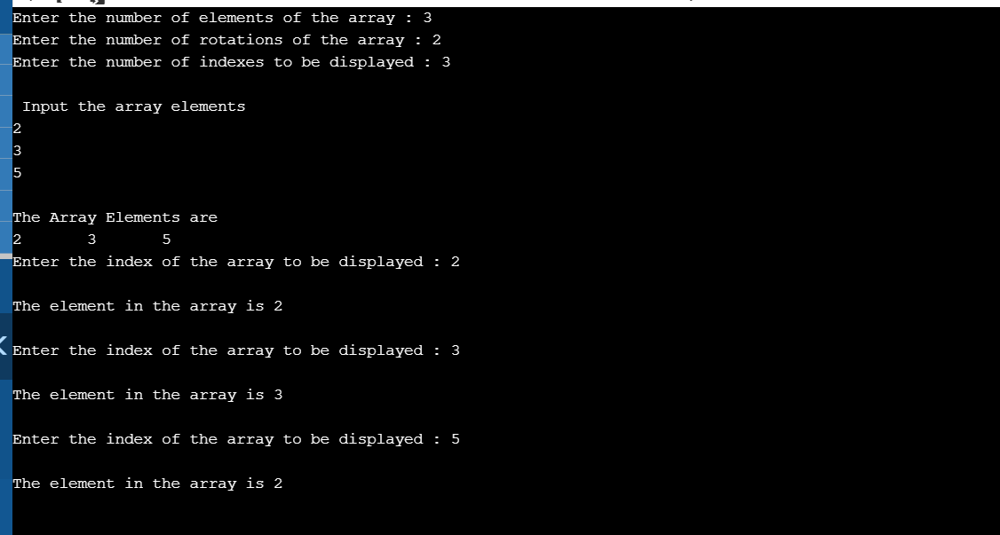 Enter the number of elements of the array : 3
Enter the number of rotations of the array : 2
Enter the number of indexes to be displayed : 3
Input the array elements
2
3
5
The Array Elements are
2 3 5
Enter the index of the array to be displayed : 2
The element in the array is 2
Enter the index of the array to be displayed : 3
The element in the array is 3
Enter the index of the array to be displayed : 5
The element in the array is 2